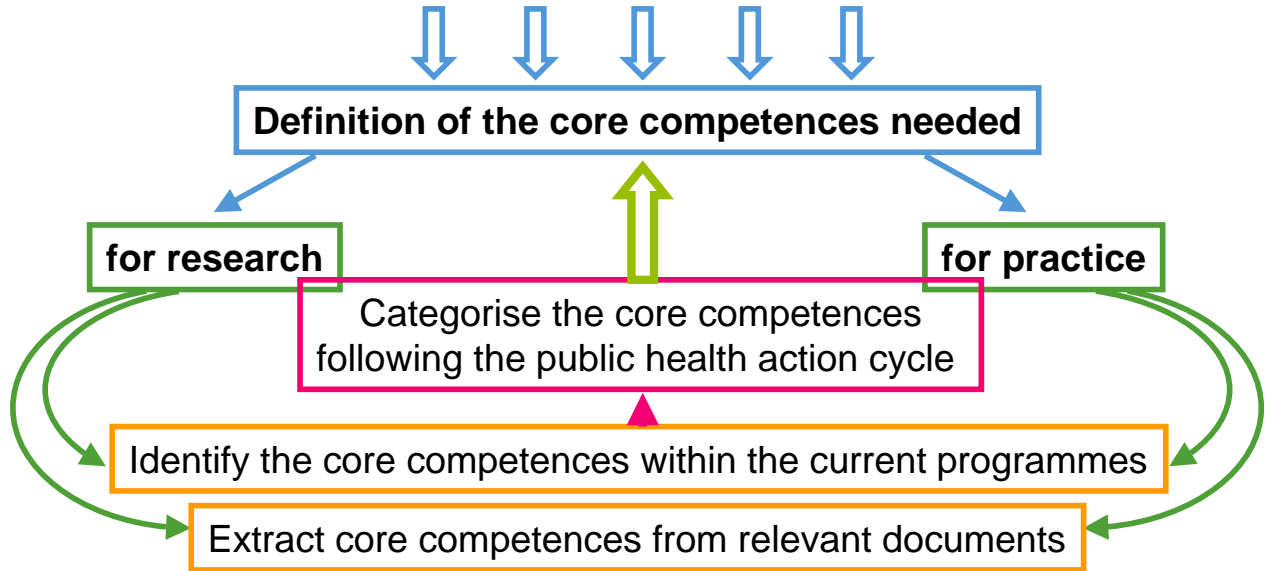 Definition of the core competences needed
for research
for practice
Categorise the core competences
following the public health action cycle
Identify the core competences within the current programmes
Extract core competences from relevant documents